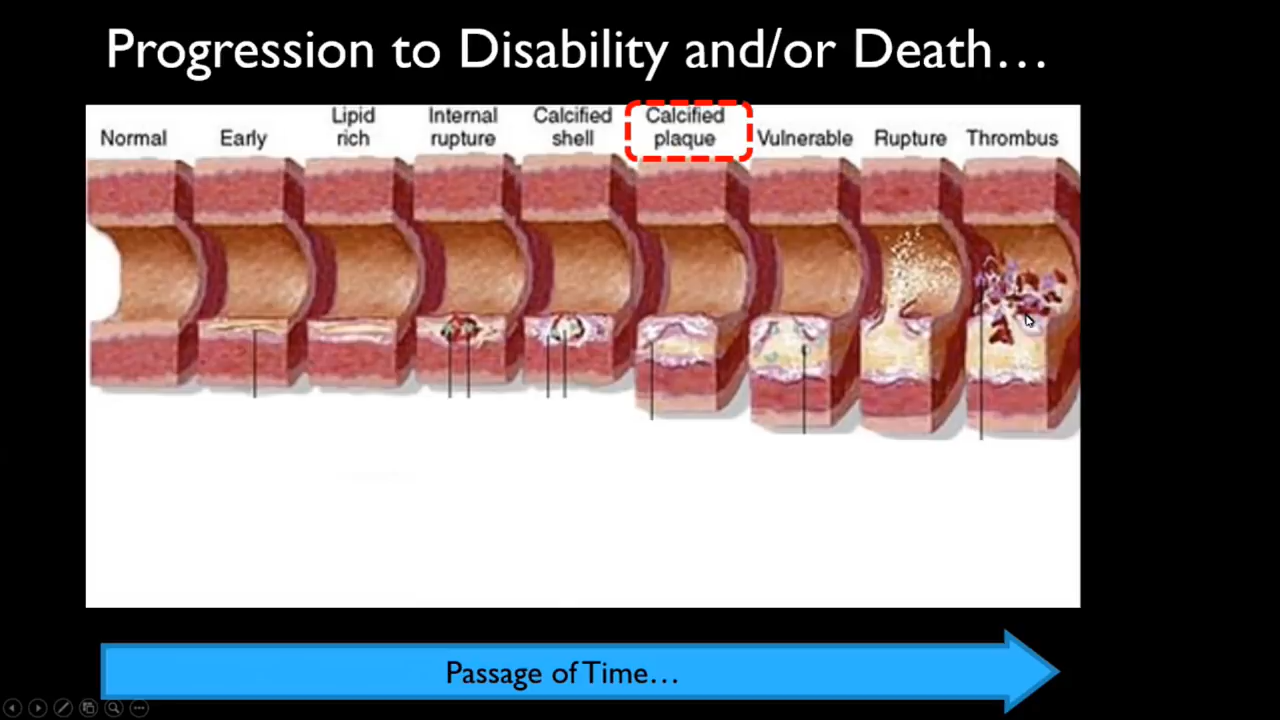 Progression to Disability and/or Death...
Normal
Early
Lipid
rich
Internal
rupture
Calcified
shell
Calcified
plaque
Vulnerable
Rupture
Thrombus
Passage of Time...